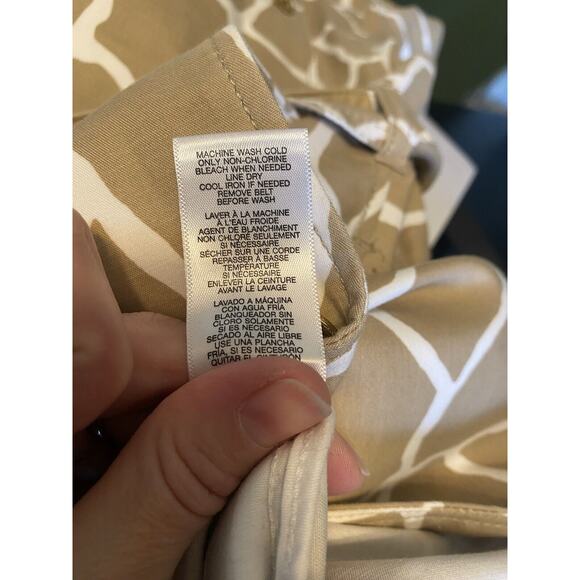 MACHINE WASH COLD
ONLY NON-CHLORINE
BLEACH WHEN NEEDED
LINE DRY
COOL IRON IF NEEDED
REMOVE BELT
BEFORE WASH
LAVER À LA MACHINE
À L'EAU FROIDE
AGENT DE BLANCHIMENT
NON CHLORÉ SEULEMENT
SI NÉCESSAIRE
SÉCHER SUR UNE CORDE
REPASSER À BASSE
TEMPÉRATURE
SI NÉCESSAIRE
ENLEVER LA CEINTURE
AVANT LE LAVAGE
LAVADO A MÁQUINA
CON AGUA FRÍA
BLANQUEADOR SIN
CLORO SOLAMENTE
SI ES NECESARIO
SECADO AL AIRE LIBRE
USE UNA PLANCHA
FRÍA, SI ES NECESARIO
QUITAR EL CINTURÓN